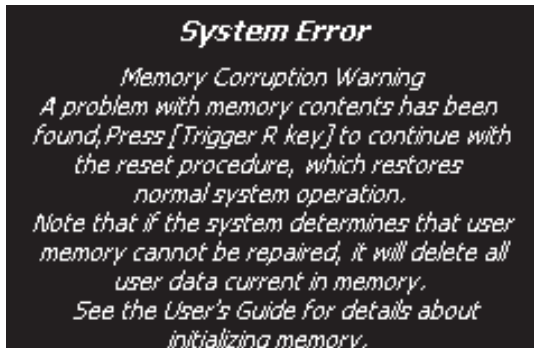 System Error
Memory Corruption Warning
A problem with memory contents has been
found,Press [Trigger R key] to continue with
the reset procedure, which restores
normal system operation.
Note that if the system determines that user
memory cannot be repaired, it will delete all
user data current in memory.
See the User's Guide for details about
initializing memory.